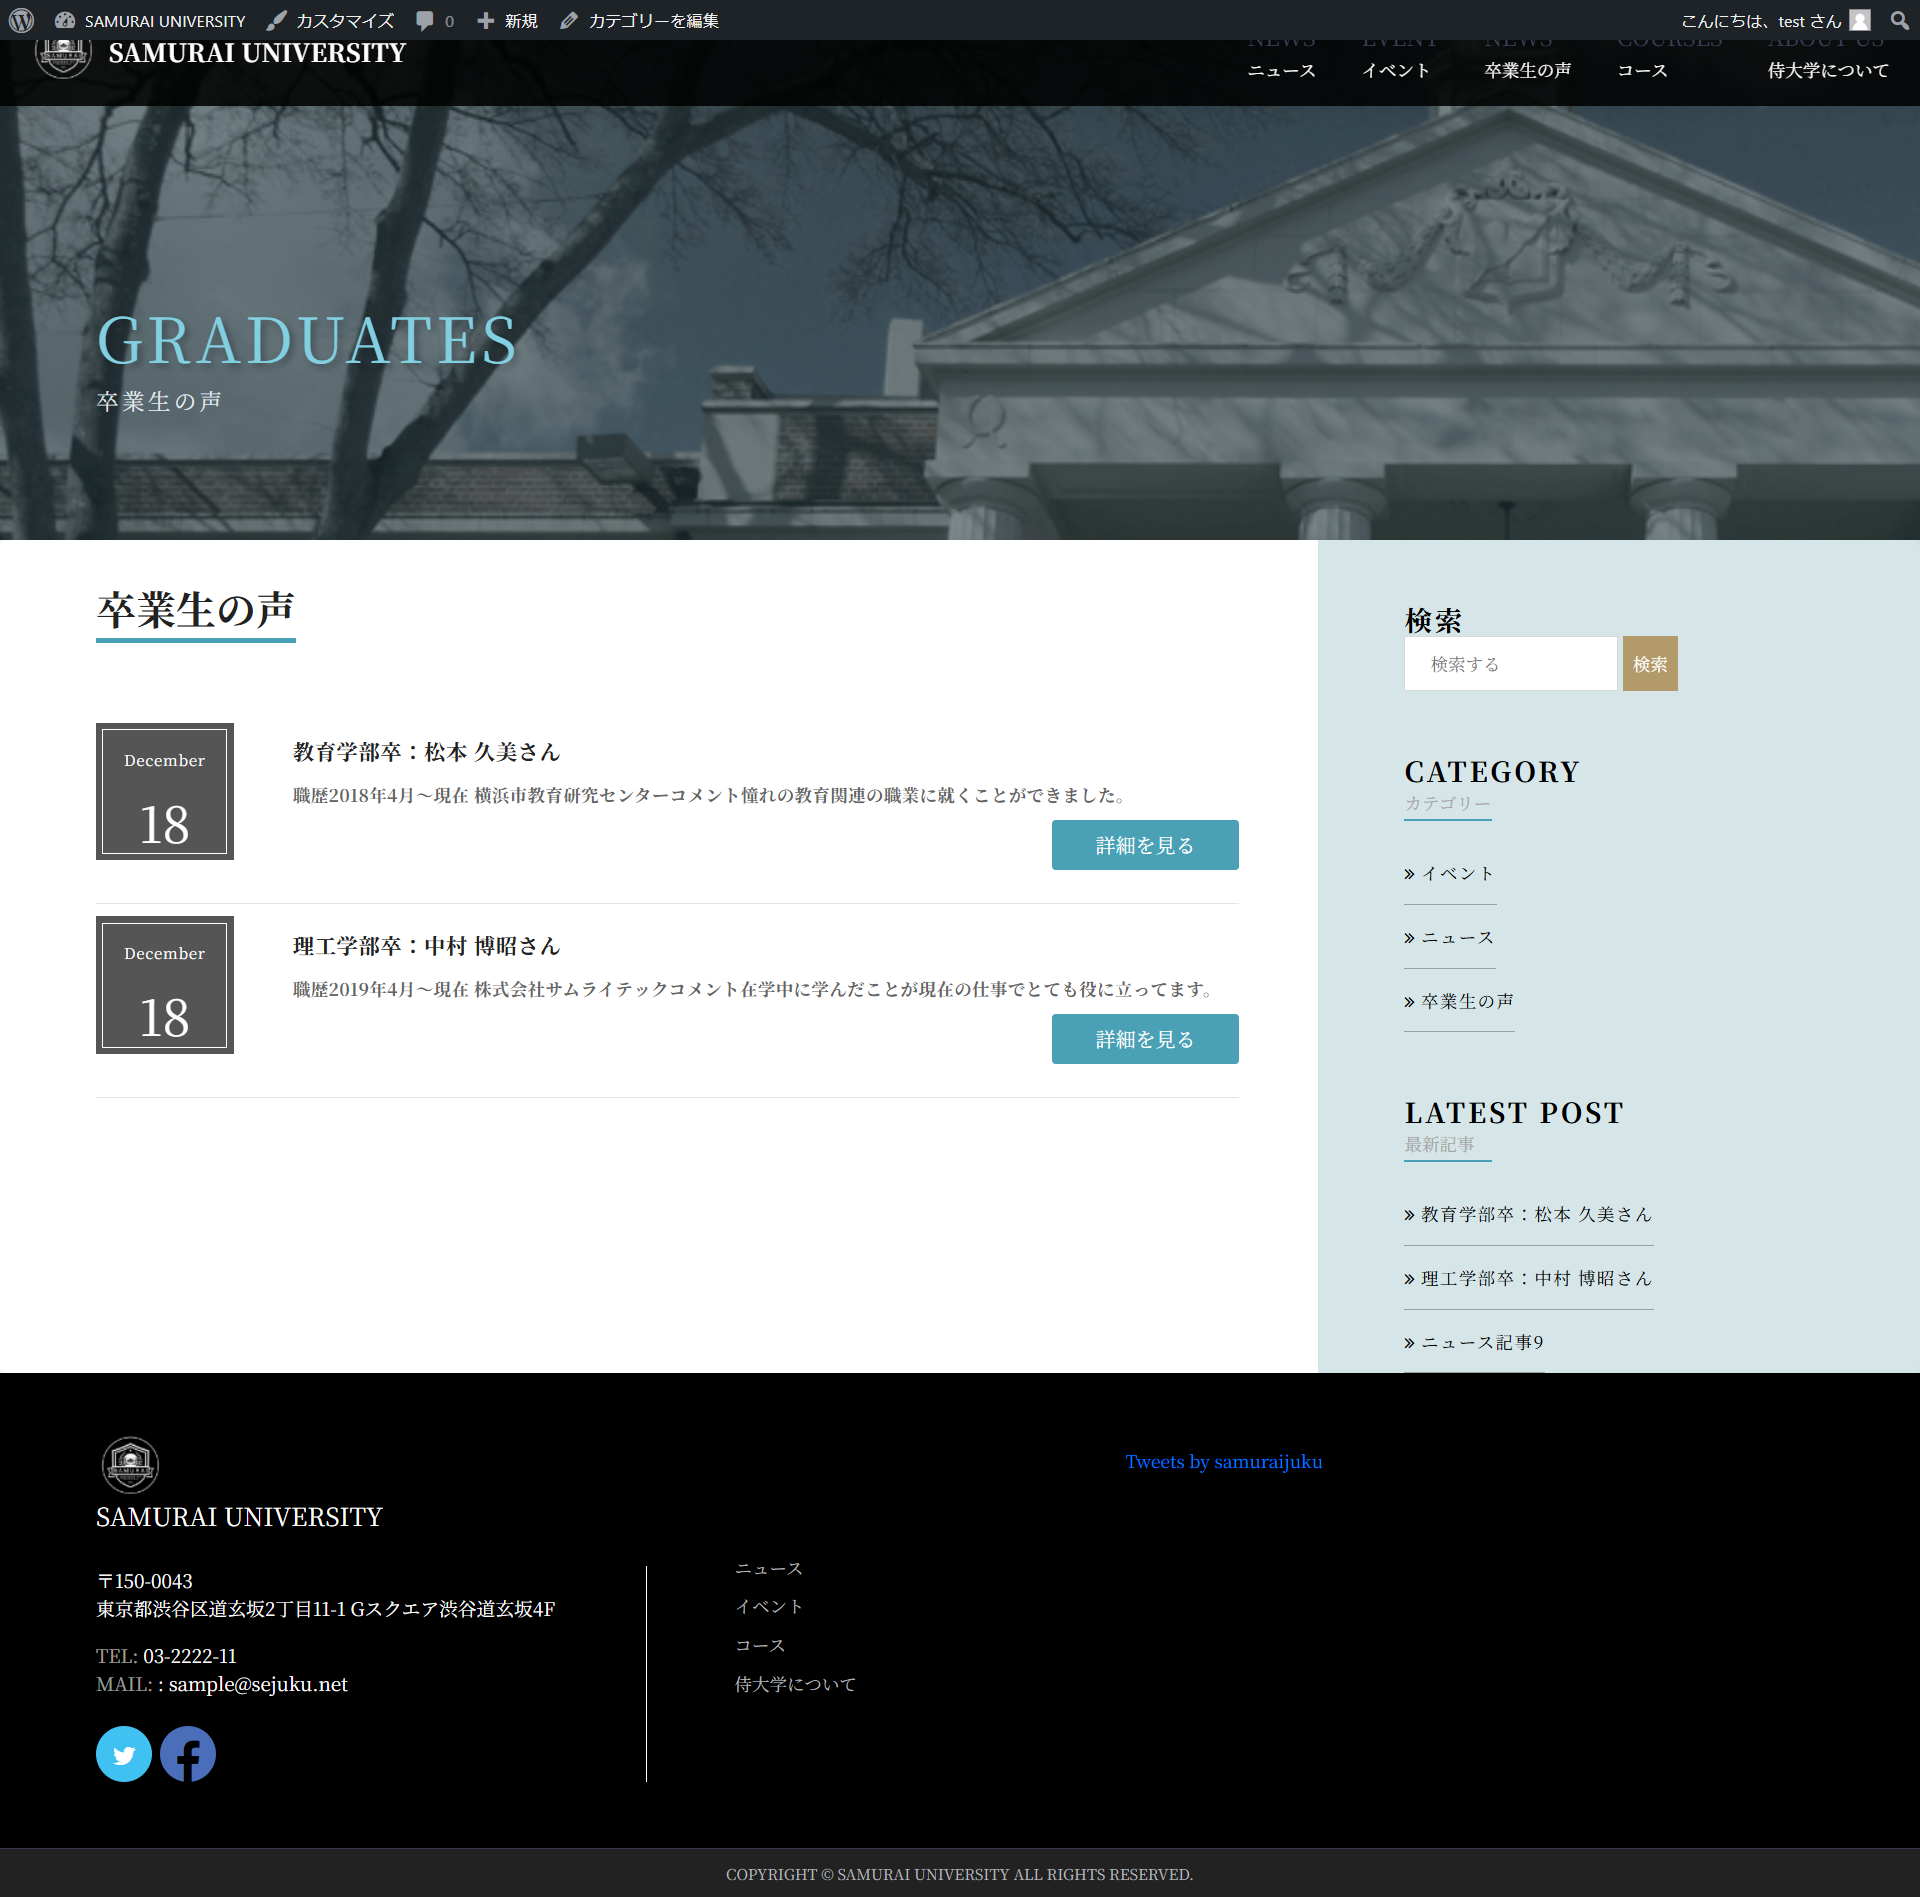 SAMURAI UNIVERSITY
カスタマイズ
0
新規
カテゴリーを編集
こんにちは、test さん
SAMURAI UNIVERSITY
NEWS
ニュース
EVENT
イベント
NEWS
卒業生の声
COURSES
コース
ABOUT US
侍大学について
GRADUATES
卒業生の声
卒業生の声
December
18
教育学部卒：松本 久美さん
職歴2018年4月～現在 横浜市教育研究センターコメント憧れの教育関連の職業に就くことができました。
詳細を見る
December
18
理工学部卒：中村 博昭さん
職歴2019年4月～現在 株式会社サムライテックコメント在学中に学んだことが現在の仕事でとても役に立ってます。
詳細を見る
検索
検索する
検索
CATEGORY
カテゴリー
» イベント
» ニュース
» 卒業生の声
LATEST POST
最新記事
» 教育学部卒：松本 久美さん
» 理工学部卒：中村 博昭さん
» ニュース記事9
SAMURAI UNIVERSITY
〒150-0043
東京都渋谷区道玄坂2丁目11-1 Gスクエア渋谷道玄坂4F
TEL: 03-2222-11
MAIL: : sample@sejuku.net
ニュース
イベント
コース
侍大学について
Tweets by samuraijuku
COPYRIGHT © SAMURAI UNIVERSITY ALL RIGHTS RESERVED.